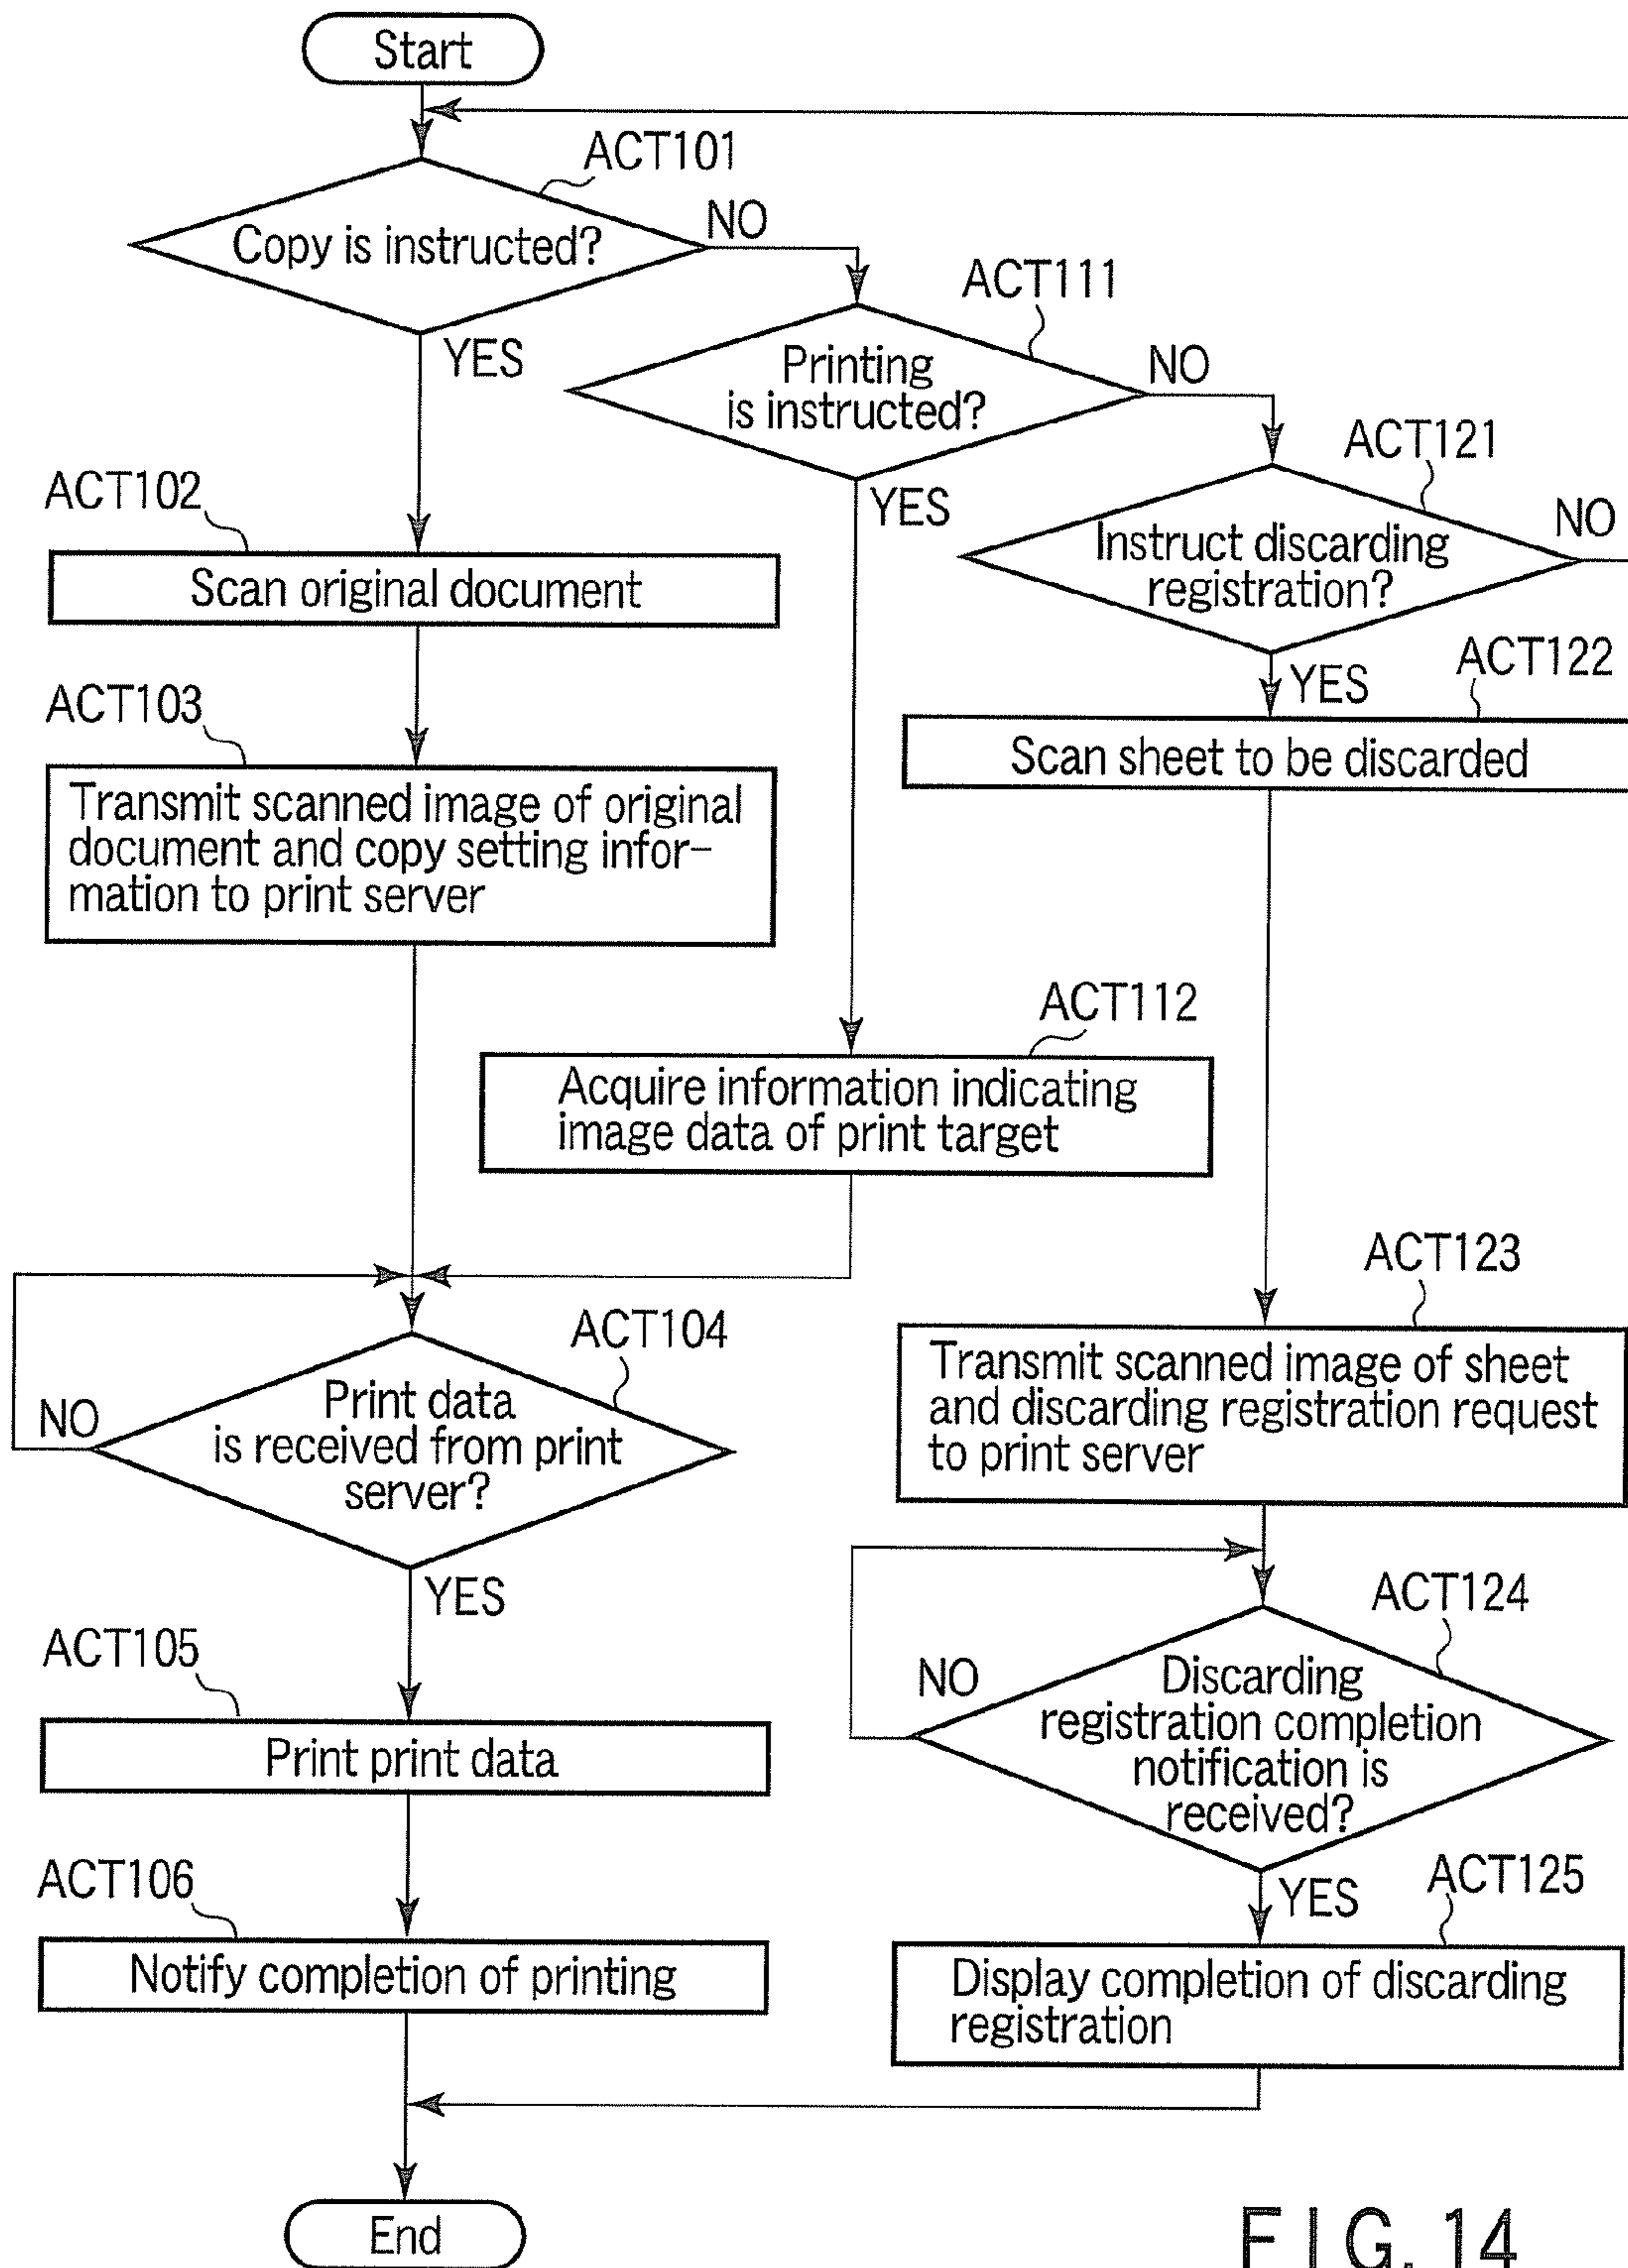 Start
ACT101
Copy is instructed?
NO
YES
ACT111
Printing
is instructed?
NO
YES
ACT121
Instruct discarding
registration?
NO
YES
ACT102
Scan original document
ACT122
Scan sheet to be discarded
ACT103
Transmit scanned image of original
document and copy setting infor-
mation to print server
ACT112
Acquire information indicating
image data of print target
ACT123
Transmit scanned image of sheet
and discarding registration request
to print server
ACT104
Print data
is received from print
server?
NO
YES
ACT124
Discarding
registration completion
notification is
received?
NO
YES
ACT105
Print print data
ACT125
Display completion of discarding
registration
ACT106
Notify completion of printing
End
FIG. 14